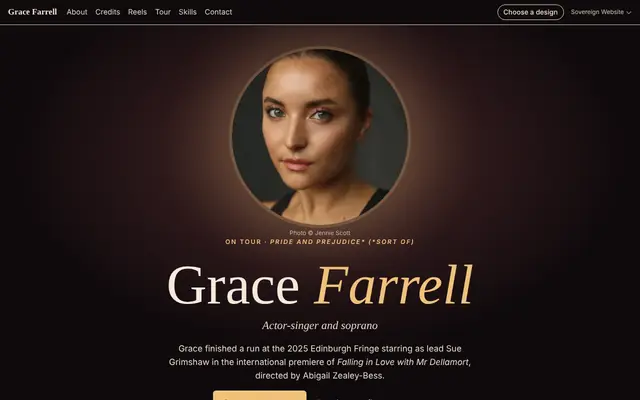 Grace Farrell About Credits Reels Tour Skills Contact Choose a design Sovereign Website
Photo © Jennie Scott
ON TOUR · PRIDE AND PREJUDICE* (*SORT OF)
Grace Farrell
Actor-singer and soprano
Grace finished a run at the 2025 Edinburgh Fringe starring as lead Sue
Grimshaw in the international premiere of Falling in Love with Mr Dellamort,
directed by Abigail Zealey-Bess.